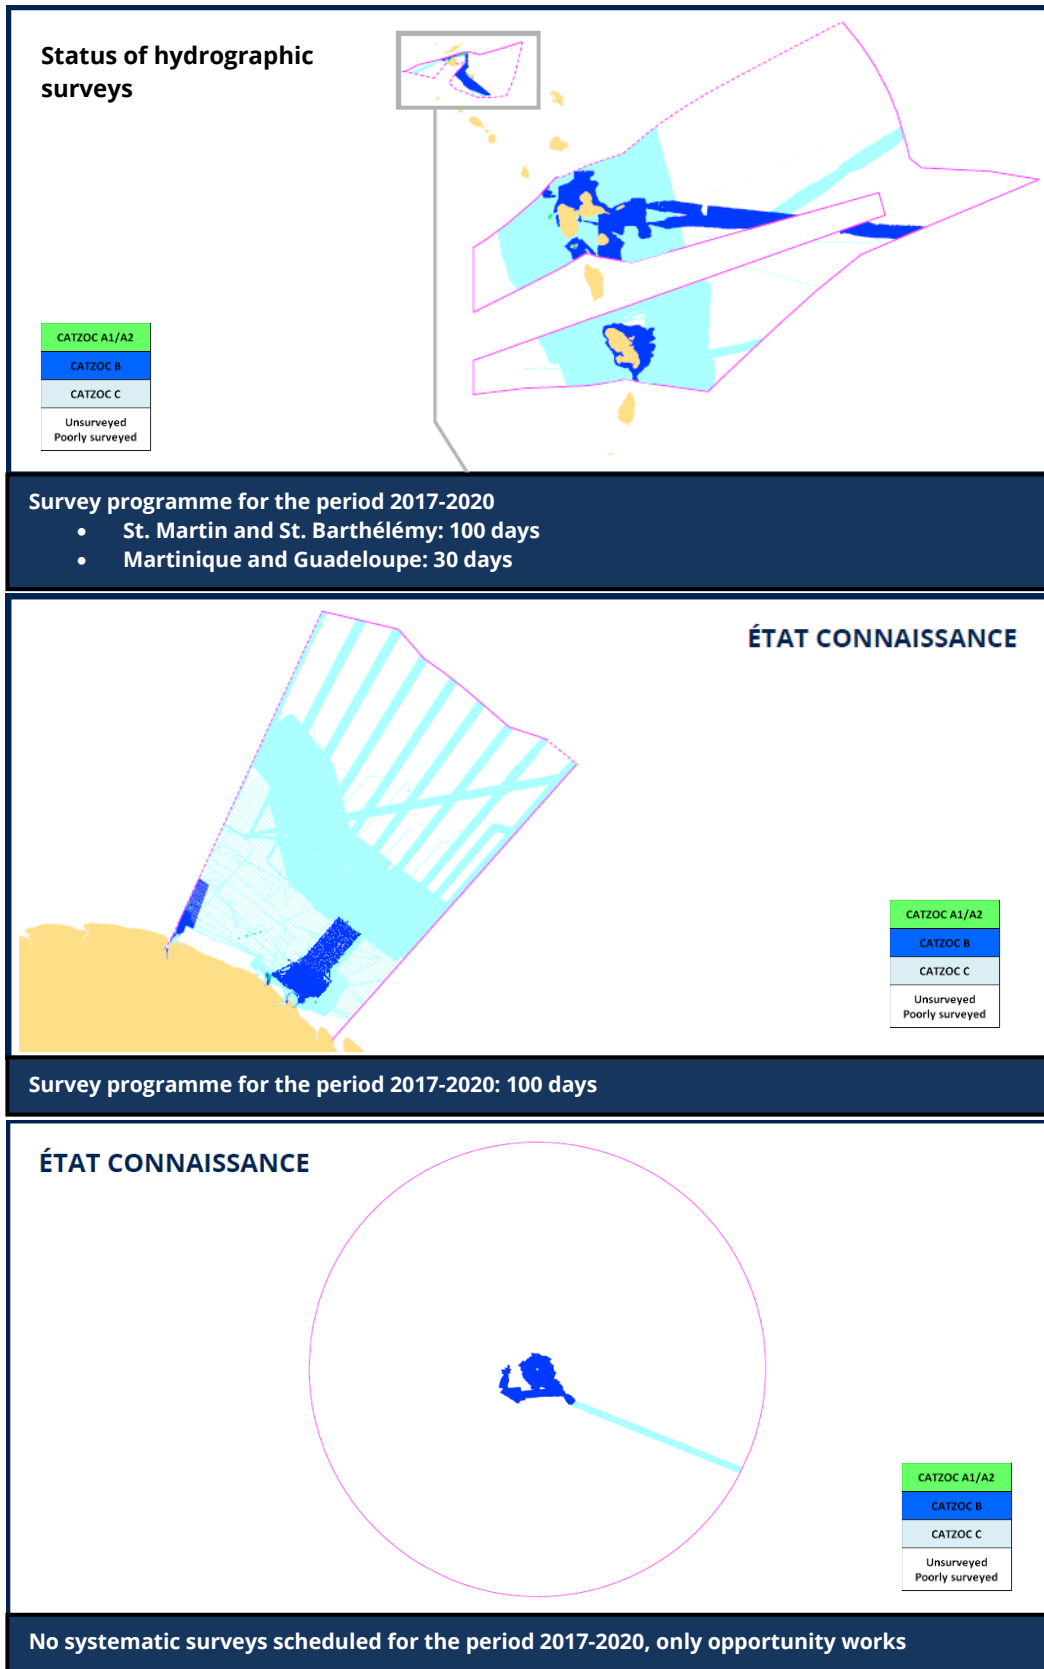 Status of hydrographic
surveys
CATZOC A1/A2
CATZOC B
CATZOC C
Unsurveyed
Poorly surveyed
Survey programme for the period 2017-2020
• St. Martin and St. Barthélémy: 100 days
• Martinique and Guadeloupe: 30 days
ÉTAT CONNAISSANCE
CATZOC A1/A2
CATZOC B
CATZOC C
Unsurveyed
Poorly surveyed
Survey programme for the period 2017-2020: 100 days
ÉTAT CONNAISSANCE
CATZOC A1/A2
CATZOC B
CATZOC C
Unsurveyed
Poorly surveyed
No systematic surveys scheduled for the period 2017-2020, only opportunity works